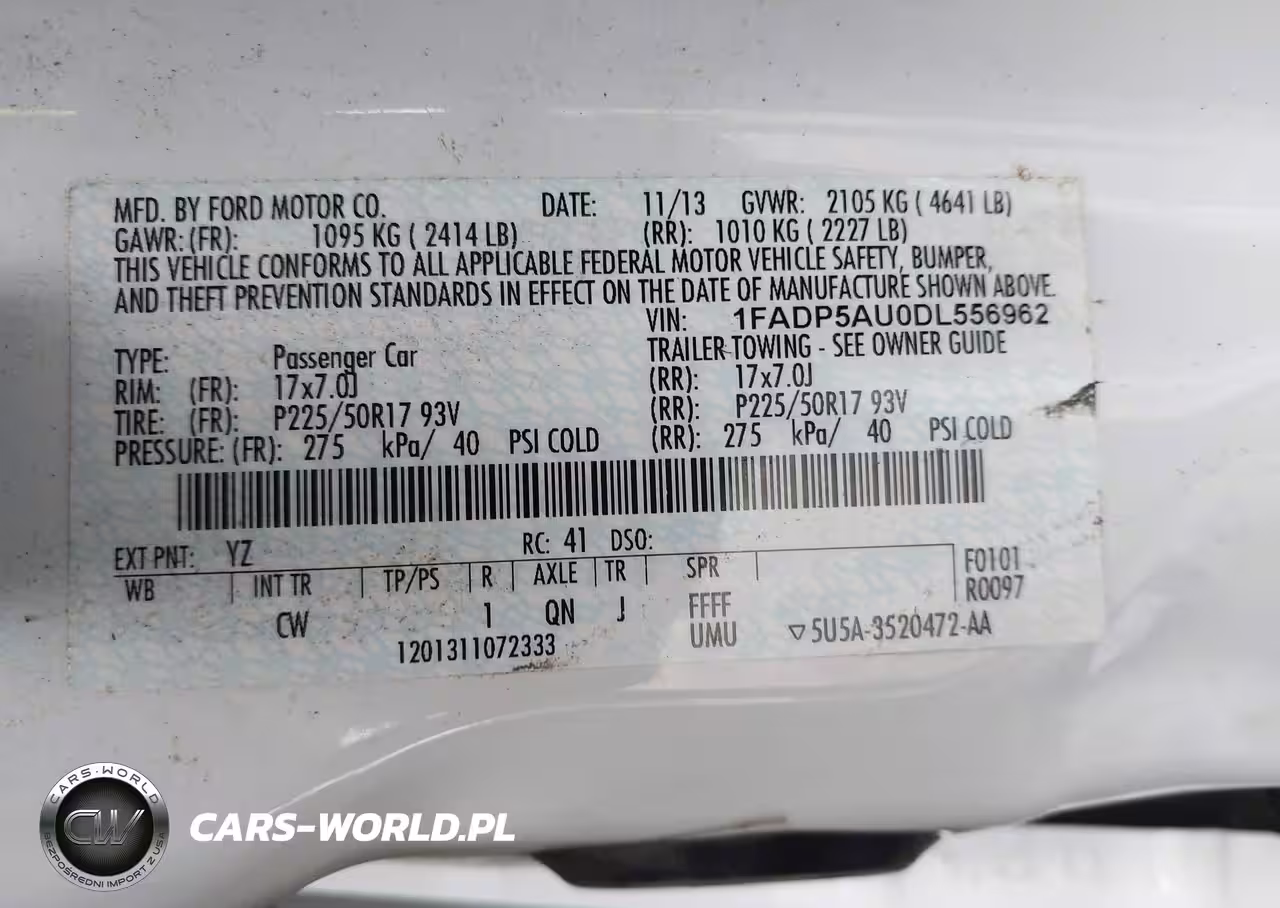 MFD. BY FORD MOTOR CO. DATE: 11/13 GVWR: 2105 KG ( 4641 LB)
GAWR: (FR): 1095 KG ( 2414 LB) (RR): 1010 KG ( 2227 LB)
THIS VEHICLE CONFORMS TO ALL APPLICABLE FEDERAL MOTOR VEHICLE SAFETY, BUMPER,
AND THEFT PREVENTION STANDARDS IN EFFECT ON THE DATE OF MANUFACTURE SHOWN ABOVE.
VIN: 1FADP5AU0DL556962
TYPE: Passenger Car TRAILER TOWING - SEE OWNER GUIDE
RIM: (FR): 17x7.0J (RR): 17x7.0J
TIRE: (FR): P225/50R17 93V (RR): P225/50R17 93V
PRESSURE: (FR): 275 kPa/ 40 PSI COLD (RR): 275 kPa/ 40 PSI COLD
EXT PNT: YZ RC: 41 DSO:
WB INT TR TP/PS R AXLE TR SPR F0101
R0097
CW 1 QN J FFFF
UMU ▽5U5A-3520472-AA
1201311072333
CARS-WORLD
CW
BEZPOŚREDNI IMPORT Z USA
CARS-WORLD.PL